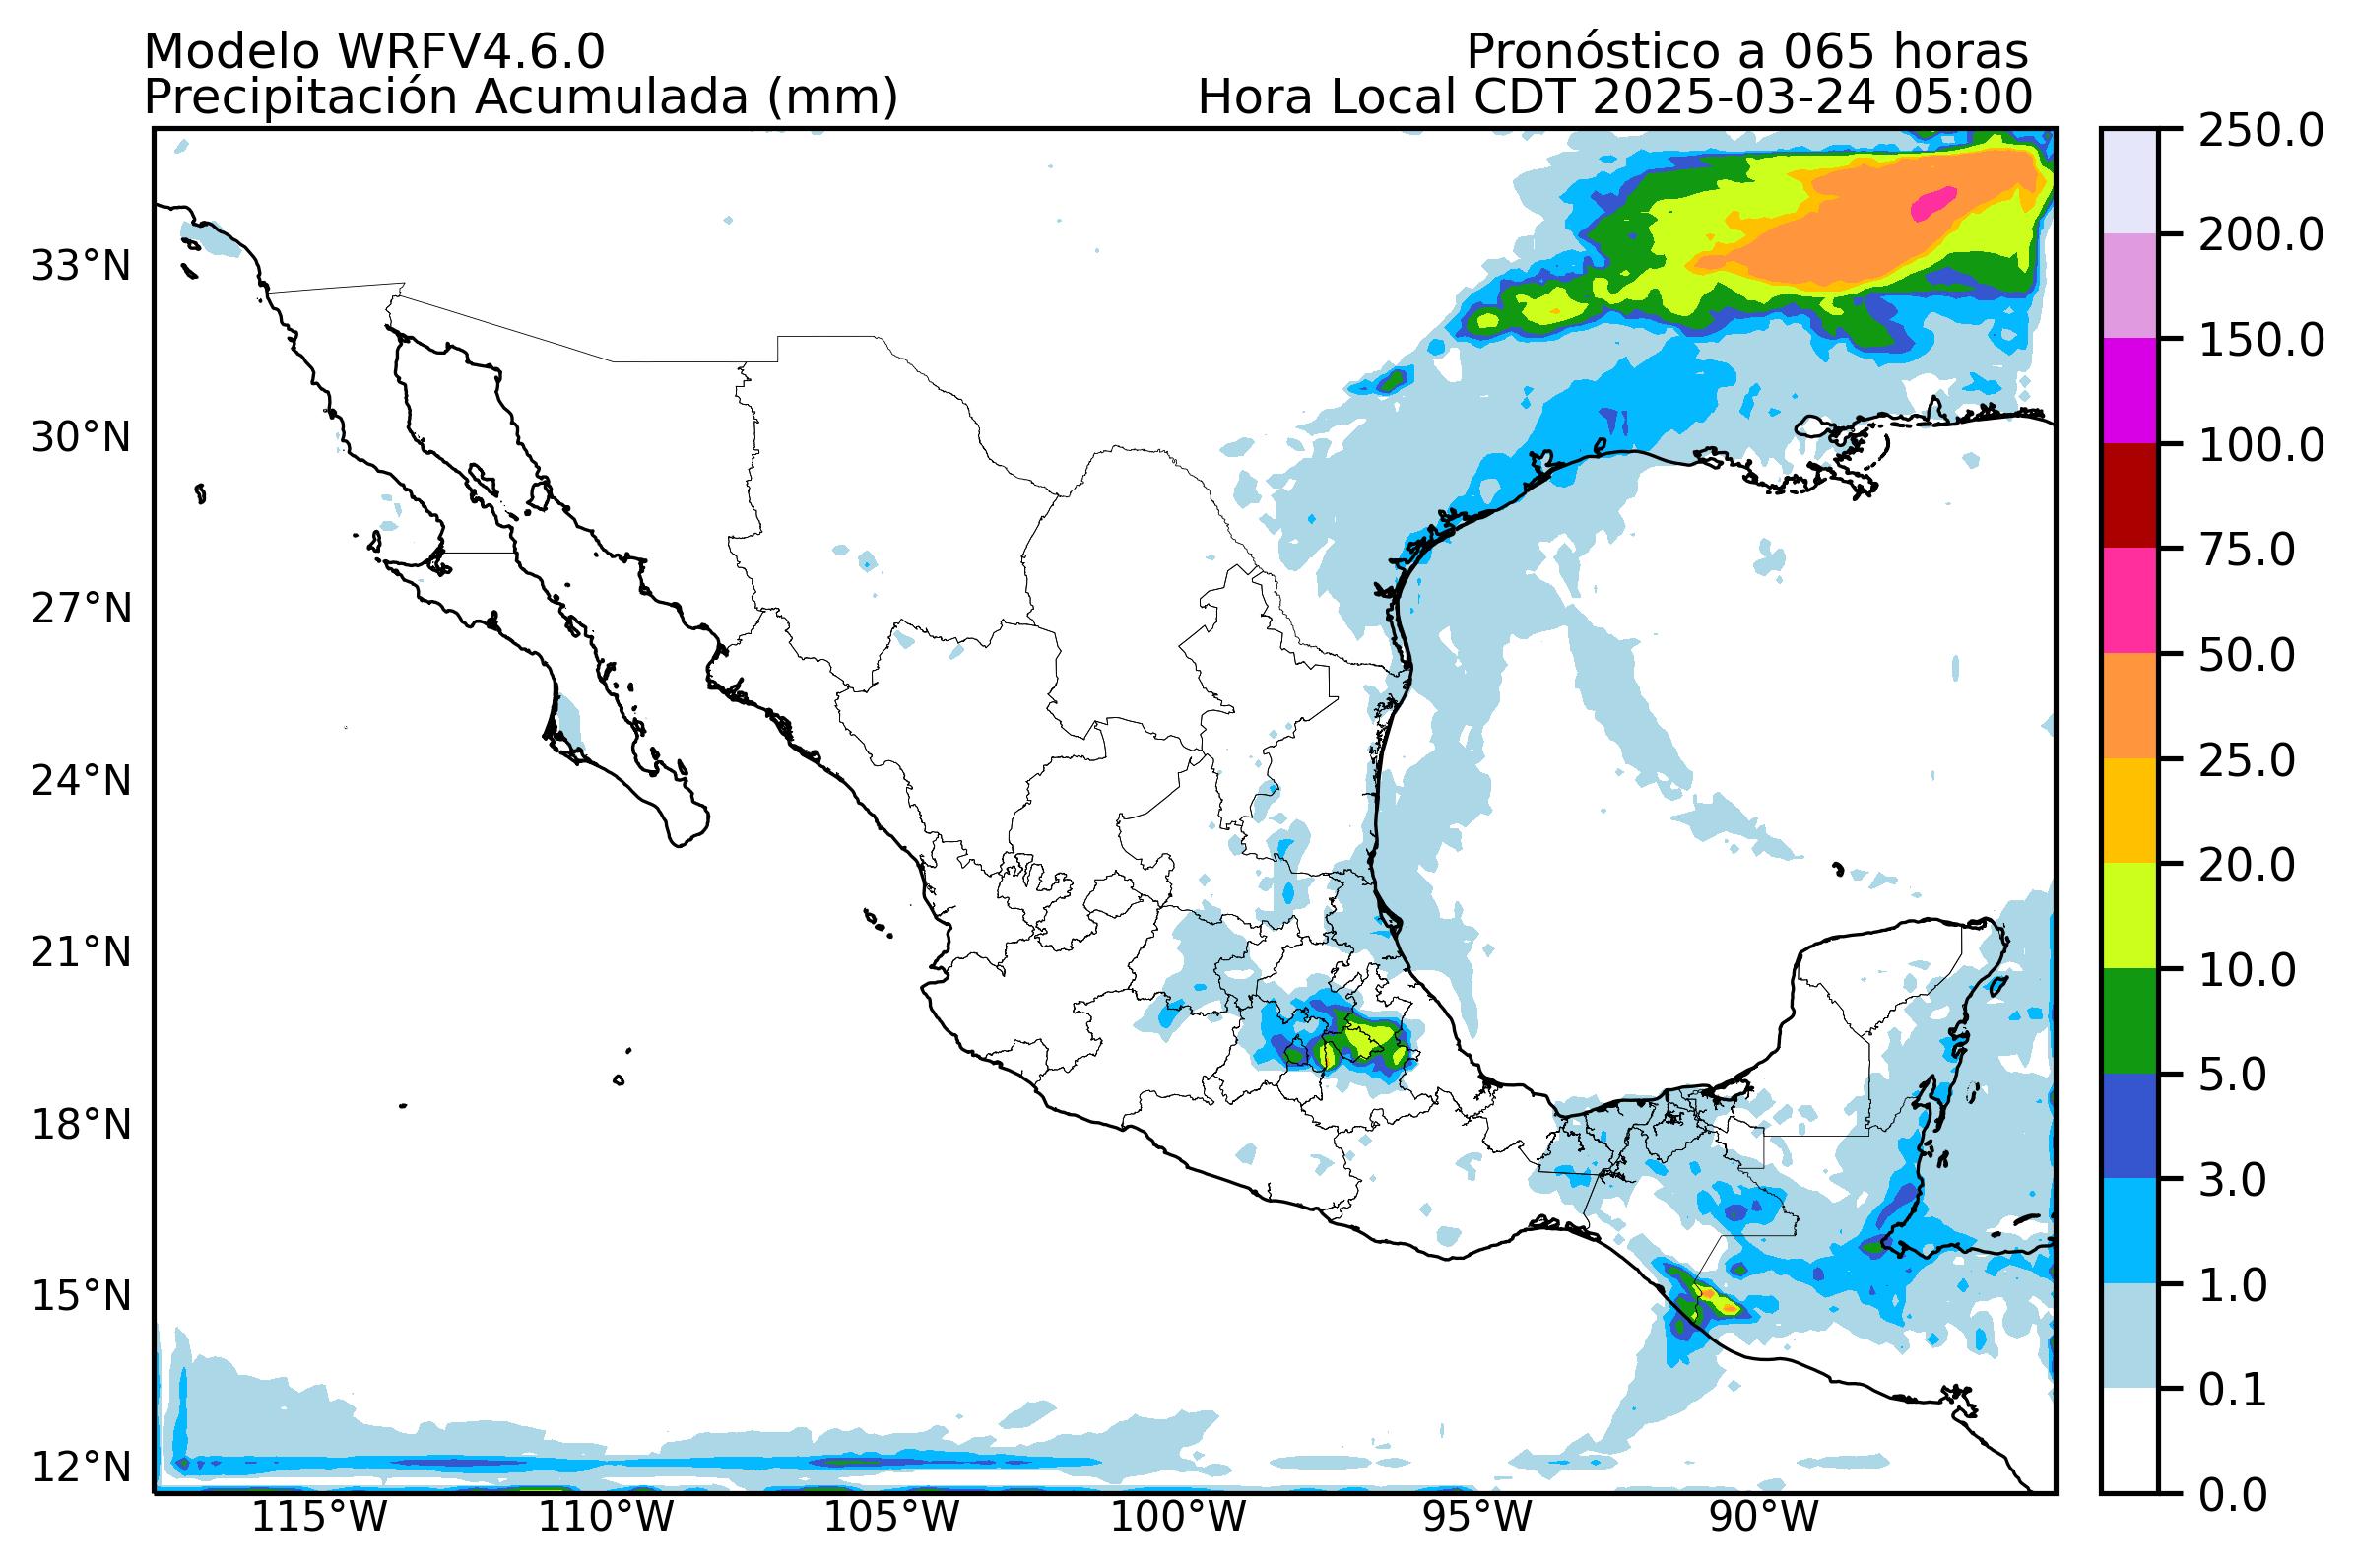 Modelo WRFV4.6.0
Pronóstico a 065 horas
Precipitación Acumulada (mm)
Hora Local CDT 2025-03-24 05:00
33°N
30°N
27°N
24°N
21°N
18°N
15°N
12°N
115°W
110°W
105°W
100°W
95°W
90°W
250.0
200.0
150.0
100.0
75.0
50.0
25.0
20.0
10.0
5.0
3.0
1.0
0.1
0.0